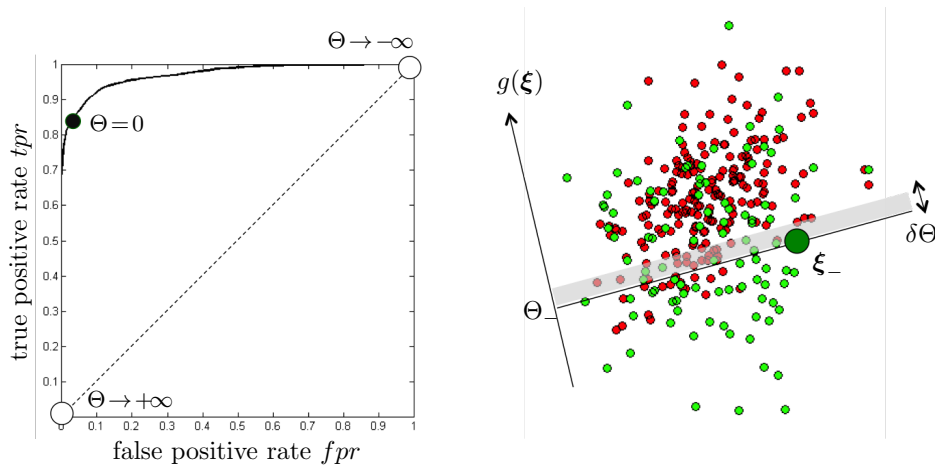 Θ → −∞
1
0.9
0.8
0.7
0.6
0.5
0.4
0.3
0.2
0.1
Θ = 0
Θ → +∞
0 0.1 0.2 0.3 0.4 0.5 0.6 0.7 0.8 0.9 1
true positive rate tpr
false positive rate fpr
g(ξ)
δΘ
ξ−
Θ−